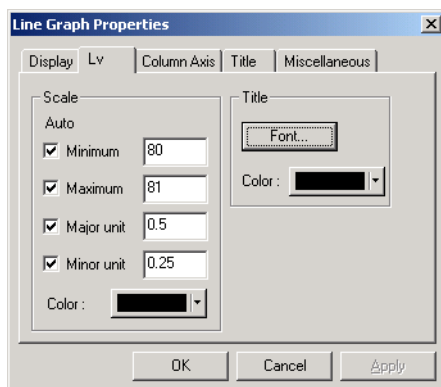 Line Graph Properties
Display Lv Column Axis Title Miscellaneous
Scale
Auto
Minimum 80
Maximum 81
Major unit 0.5
Minor unit 0.25
Color :
Title
Font...
Color :
OK Cancel Apply